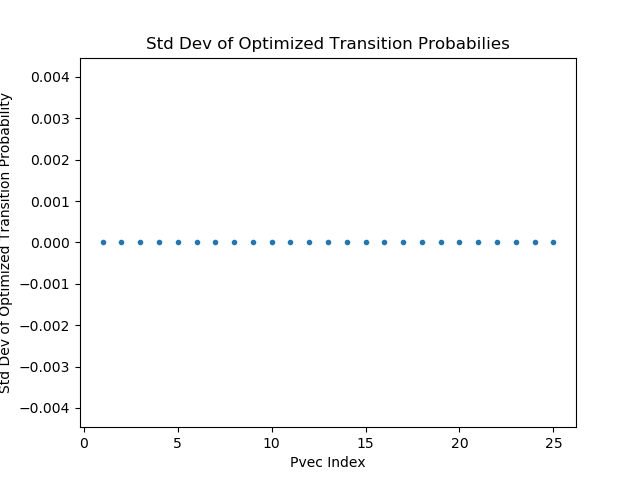 Std Dev of Optimized Transition Probabilies
Std Dev of Optimized Transition Probability
0.004
0.003
0.002
0.001
0.000
−0.001
−0.002
−0.003
−0.004
0 5 10 15 20 25
Pvec Index